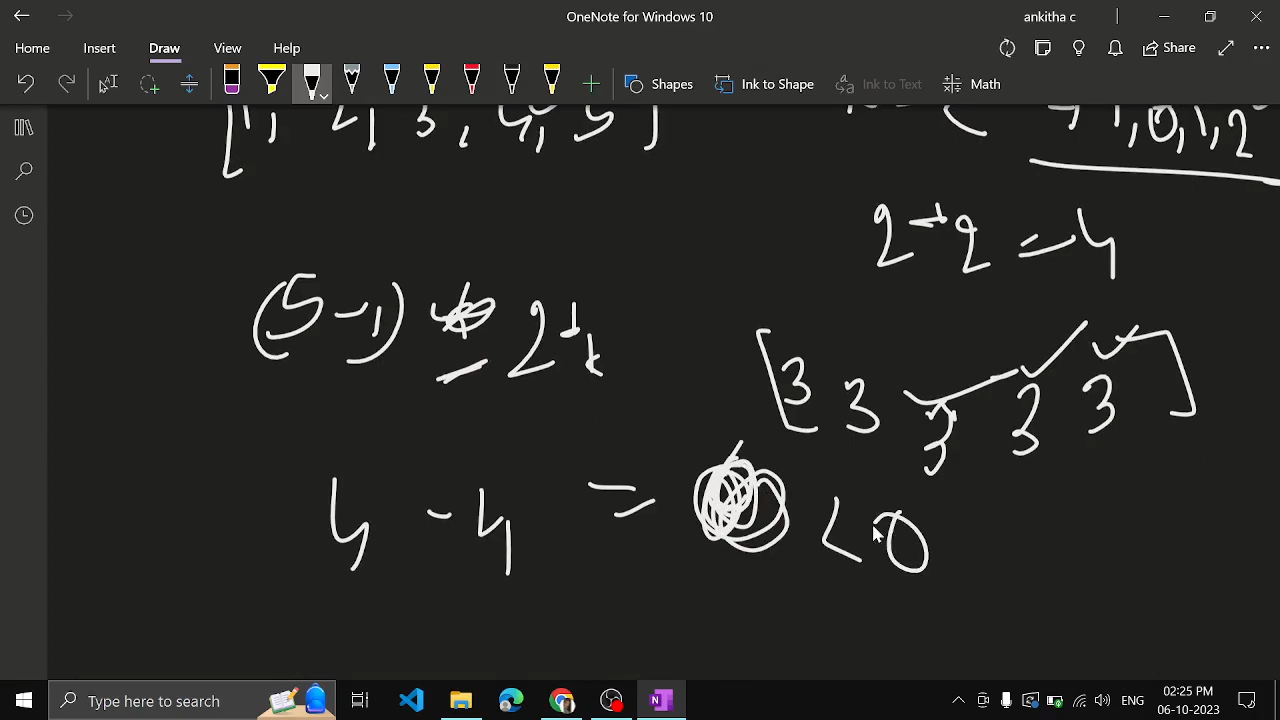 OneNote for Windows 10
ankitha c
Home Insert Draw View Help
Share
Shapes Ink to Shape Ink to Text Math
[1, 2, 3, 4, 5]
1, 0, 1, 2
2 * 2 = 4
(5 - 1) - 2 * k
[3 3 3 3 3]
4 - 4 = < 0
Type here to search
ENG
02:25 PM
06-10-2023